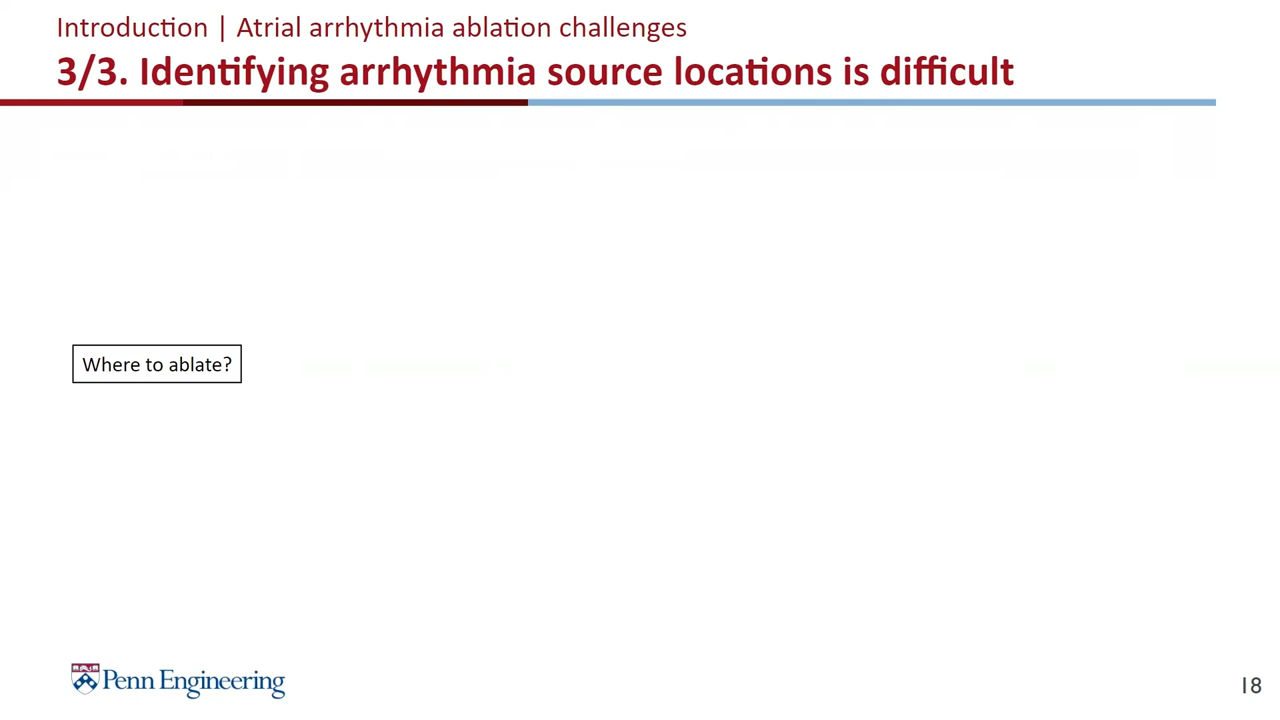 Introduction | Atrial arrhythmia ablation challenges
3/3. Identifying arrhythmia source locations is difficult
Where to ablate?
Penn Engineering
18